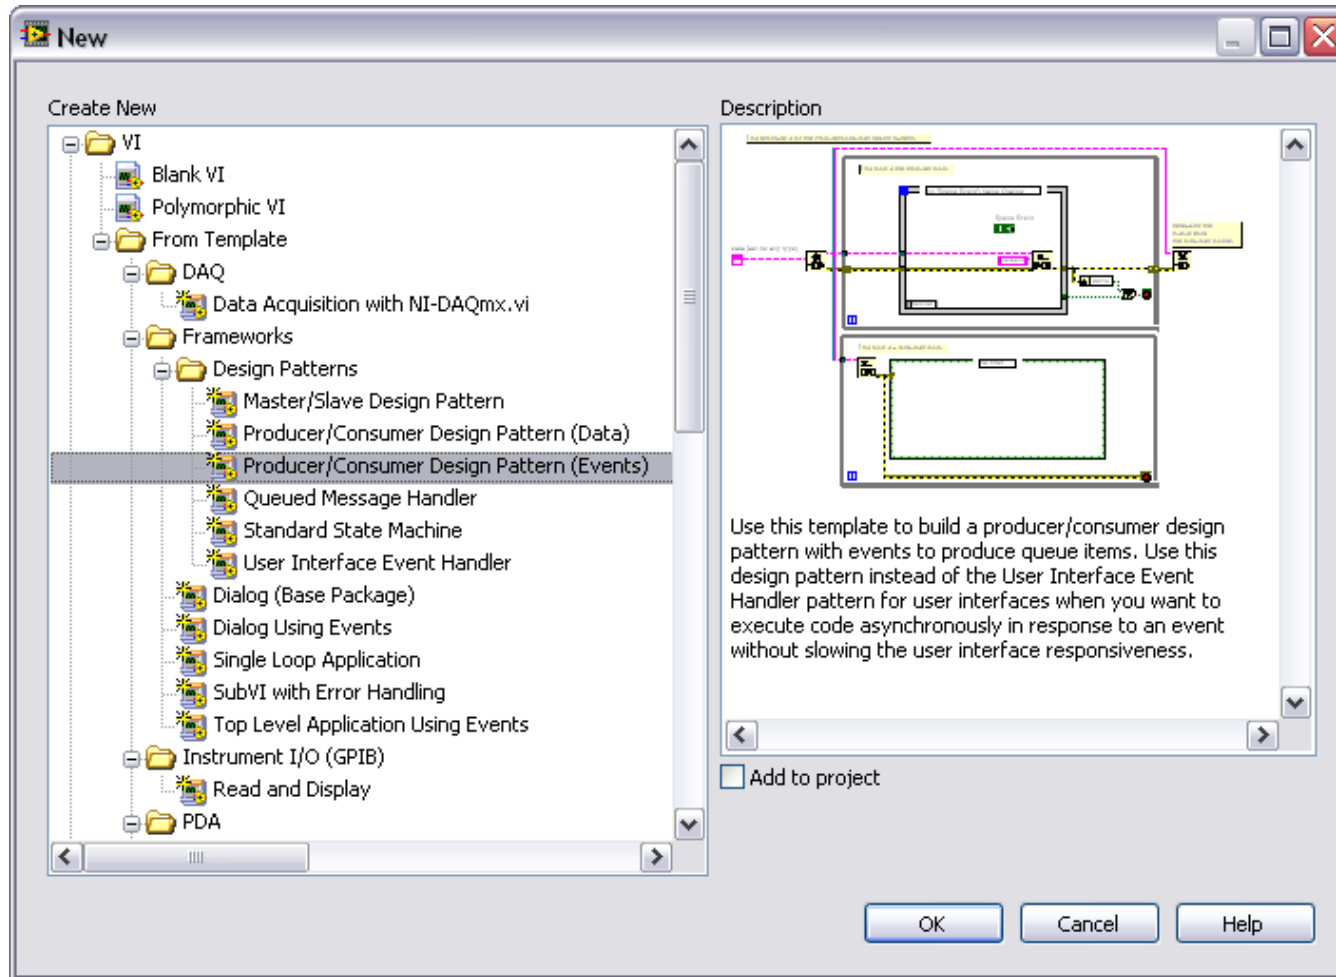 New
Create New
VI
Blank VI
Polymorphic VI
From Template
DAQ
Data Acquisition with NI-DAQmx.vi
Frameworks
Design Patterns
Master/Slave Design Pattern
Producer/Consumer Design Pattern (Data)
Producer/Consumer Design Pattern (Events)
Queued Message Handler
Standard State Machine
User Interface Event Handler
Dialog (Base Package)
Dialog Using Events
Single Loop Application
SubVI with Error Handling
Top Level Application Using Events
Instrument I/O (GPIB)
Read and Display
PDA
Description
Use this template to build a producer/consumer design
pattern with events to produce queue items. Use this
design pattern instead of the User Interface Event
Handler pattern for user interfaces when you want to
execute code asynchronously in response to an event
without slowing the user interface responsiveness.
Add to project
OK
Cancel
Help